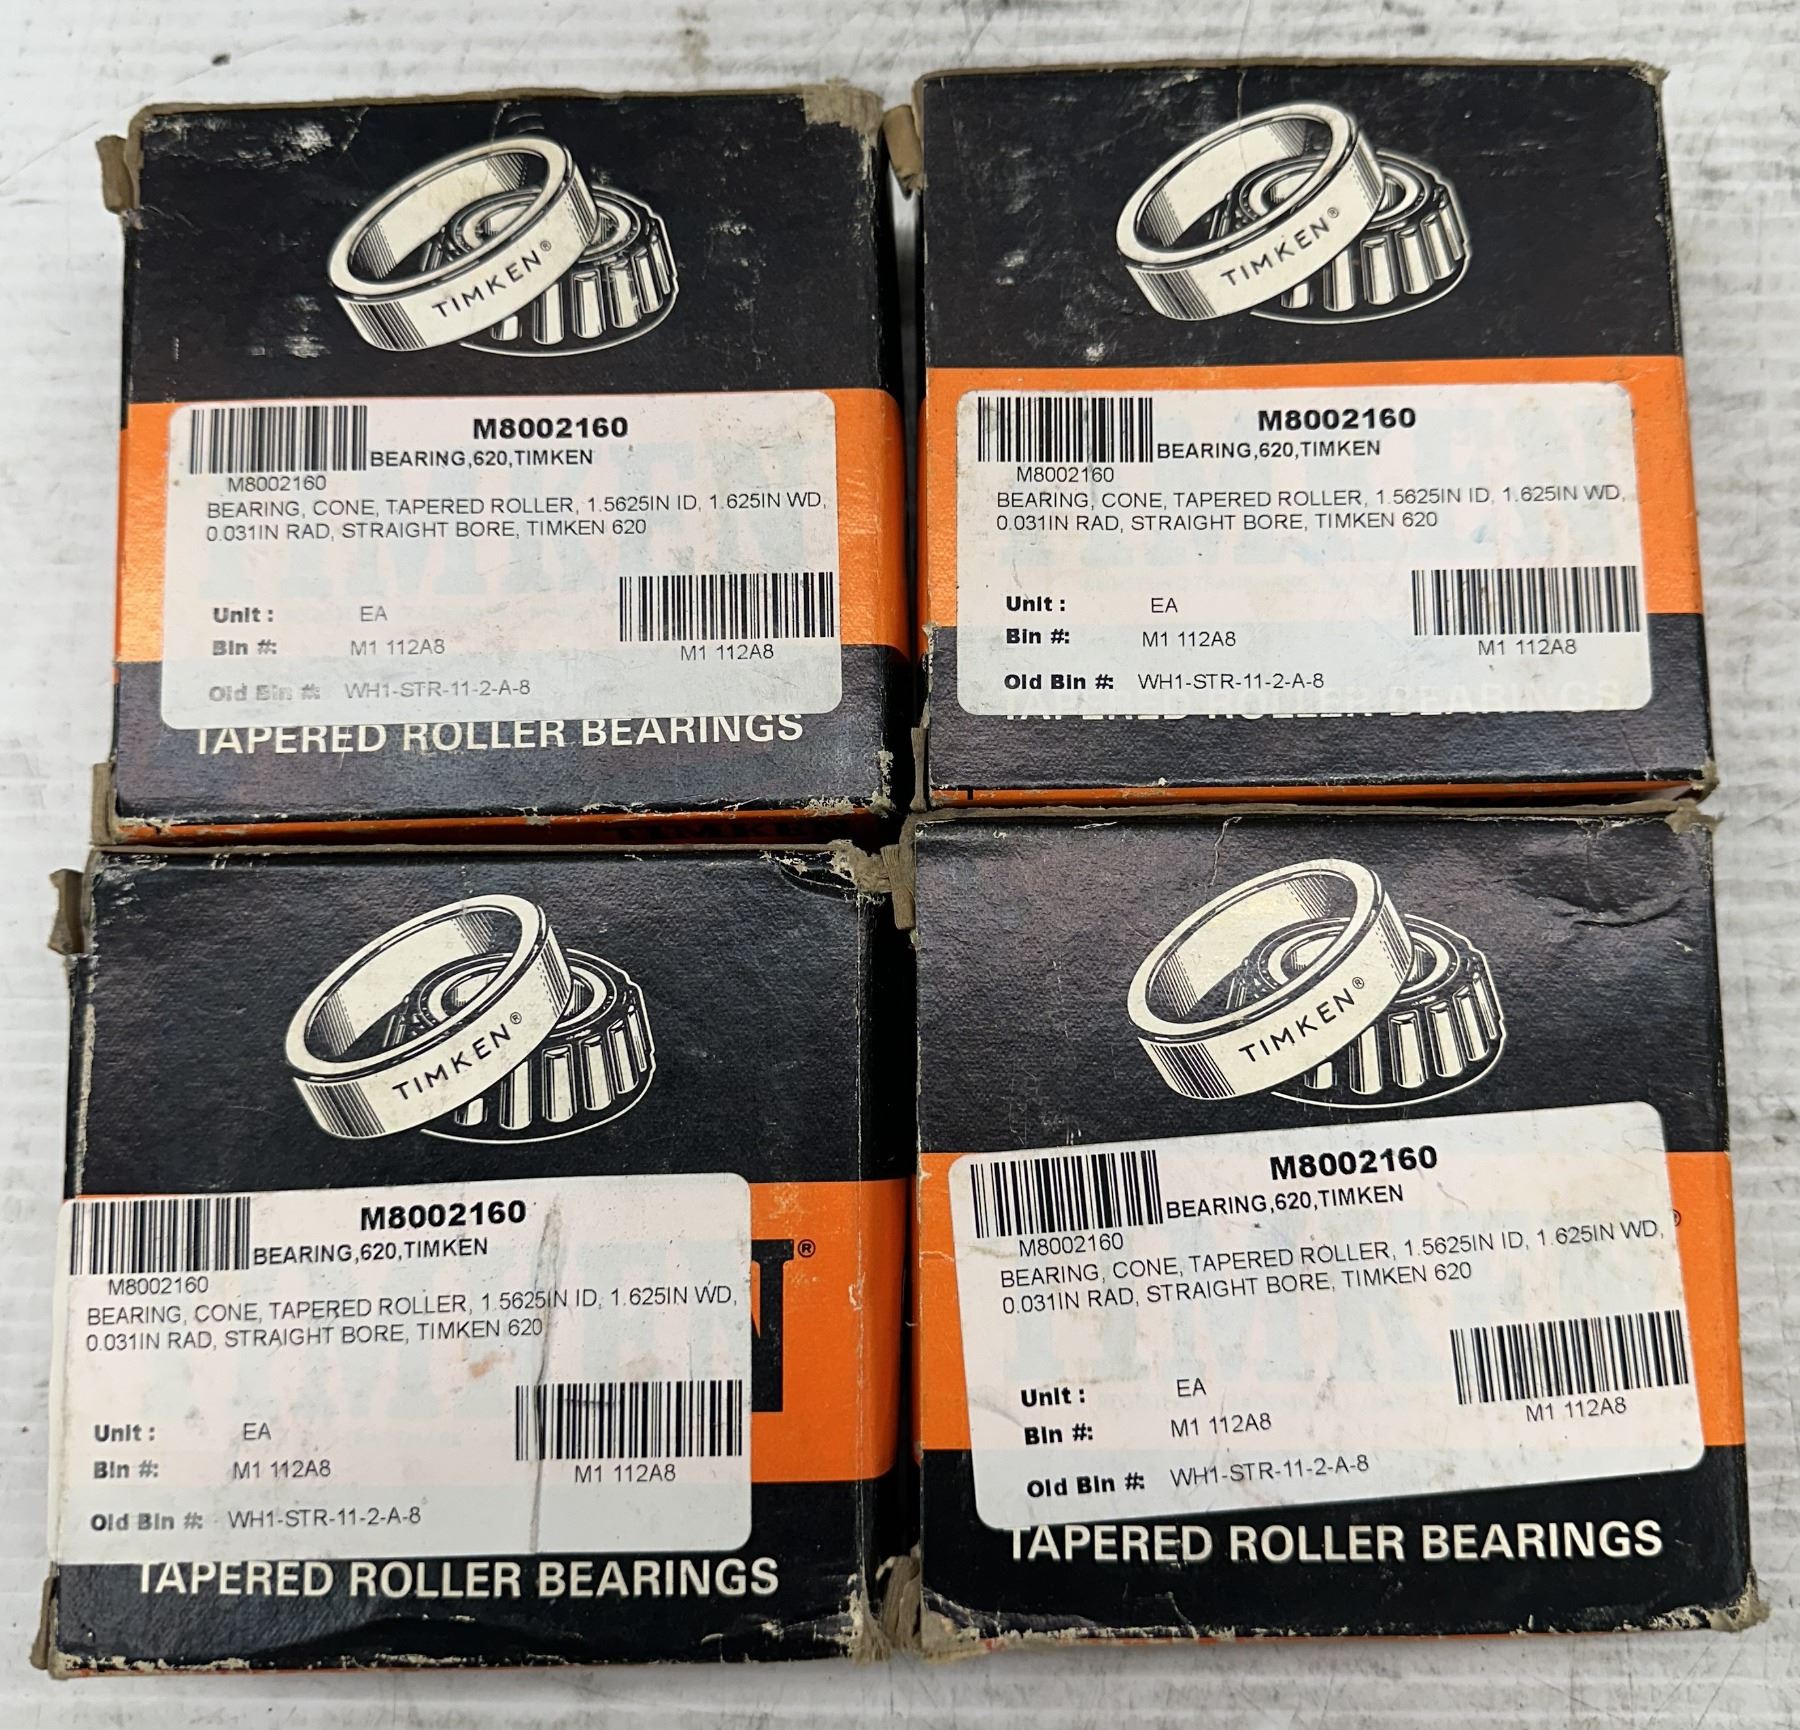 TIMKEN®
M8002160
BEARING,620,TIMKEN
M8002160
BEARING, CONE, TAPERED ROLLER, 1.5625IN ID, 1.625IN WD,
0.031IN RAD, STRAIGHT BORE, TIMKEN 620
Unit : EA
Bin #: M1 112A8
M1 112A8
Old Bin #: WH1-STR-11-2-A-8
TAPERED ROLLER BEARINGS
TIMKEN
TIMKEN®
M8002160
BEARING,620,TIMKEN
M8002160
BEARING, CONE, TAPERED ROLLER, 1.5625IN ID, 1.625IN WD,
0.031IN RAD, STRAIGHT BORE, TIMKEN 620
Unit : EA
Bin #: M1 112A8
M1 112A8
Old Bin #: WH1-STR-11-2-A-8
TAPERED ROLLER BEARINGS
TIMKEN®
M8002160
BEARING,620,TIMKEN
M8002160
BEARING, CONE, TAPERED ROLLER, 1.5625IN ID, 1.625IN WD,
0.031IN RAD, STRAIGHT BORE, TIMKEN 620
Unit : EA
Bin #: M1 112A8
M1 112A8
Old Bin #: WH1-STR-11-2-A-8
TAPERED ROLLER BEARINGS
TIMKEN®
M8002160
BEARING,620,TIMKEN
M8002160
BEARING, CONE, TAPERED ROLLER, 1.5625IN ID, 1.625IN WD,
0.031IN RAD, STRAIGHT BORE, TIMKEN 620
Unit : EA
Bin #: M1 112A8
M1 112A8
Old Bin #: WH1-STR-11-2-A-8
TAPERED ROLLER BEARINGS